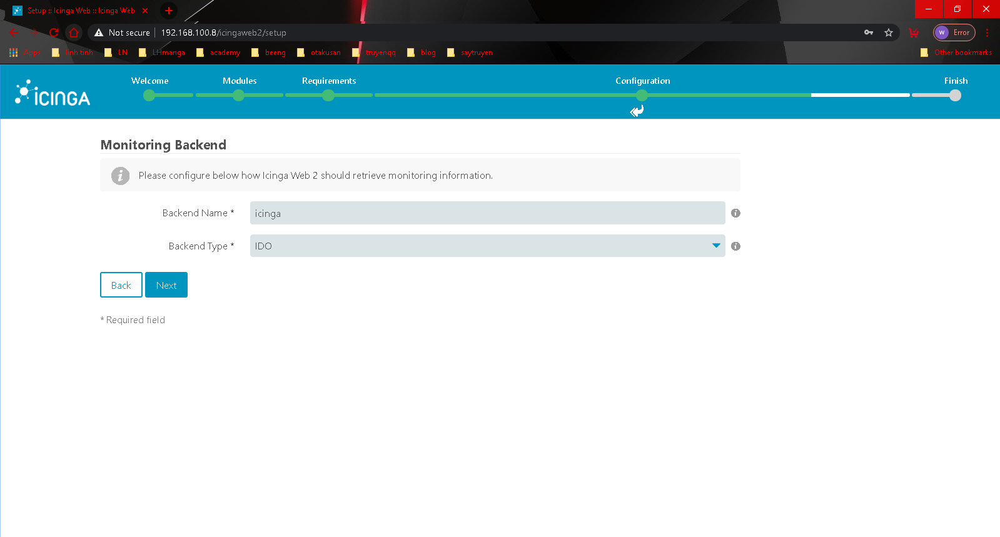 Setup :: Icinga Web :: Icinga Web
Not secure 192.168.100.8/icingaweb2/setup
W Error
Apps linh tinh LN LHmanga academy beeng otakusan truyenqq blog saytruyen Other bookmarks
ICINGA
Welcome Modules Requirements Configuration Finish
Monitoring Backend
Please configure below how Icinga Web 2 should retrieve monitoring information.
Backend Name * icinga
Backend Type * IDO
Back Next
* Required field